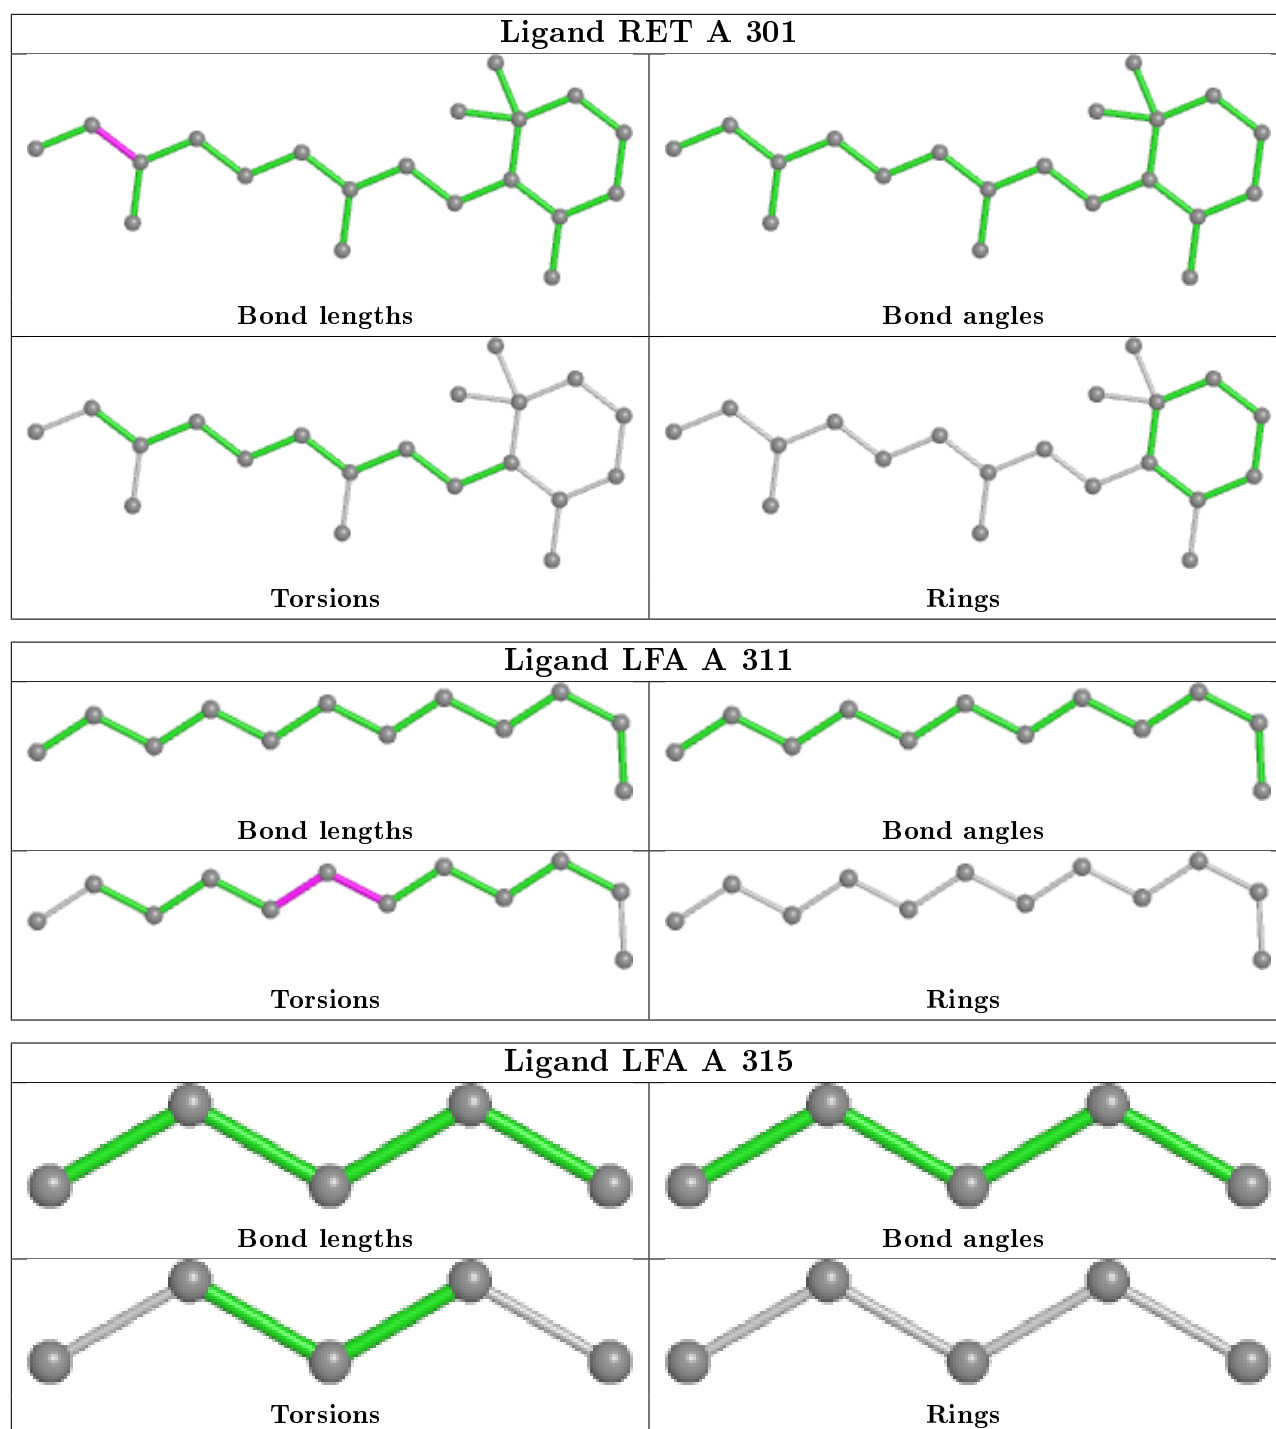 Ligand RET A 301
Bond lengths
Bond angles
Torsions
Rings
Ligand LFA A 311
Bond lengths
Bond angles
Torsions
Rings
Ligand LFA A 315
Bond lengths
Bond angles
Torsions
Rings